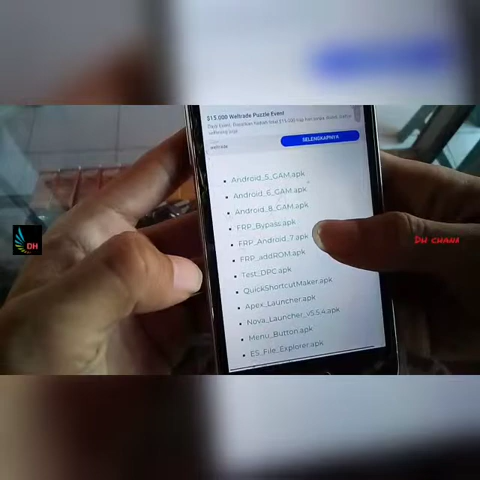 $15.000 Weltrade Puzzle Event
SELENGKAPNYA
Android_5_GAM.apk
Android_6_GAM.apk
Android_8_GAM.apk
FRP_Bypass.apk
FRP_Android_7.apk
FRP_addROM.apk
Test_DPC.apk
QuickShortcutMaker.apk
Apex_Launcher.apk
Nova_Launcher_v5.5.4.apk
Menu_Button.apk
ES_File_Explorer.apk
DH
DH CHANA